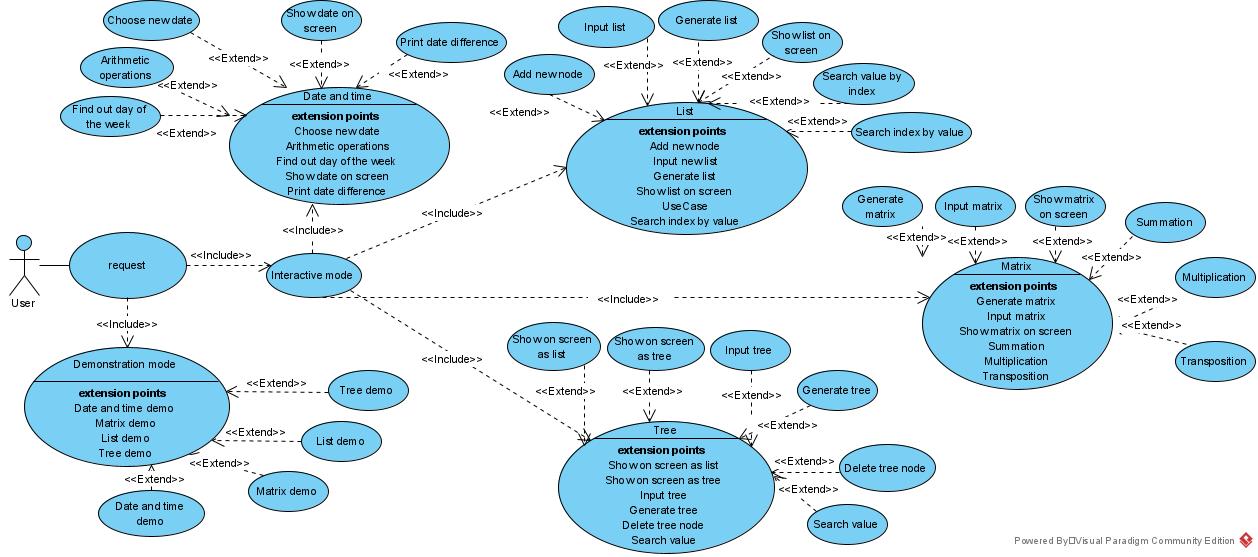 Choose new date
Show date on
screen
Print date difference
Arithmetic
operations
Find out day of
the week
<<Extend>>
<<Extend>>
<<Extend>>
<<Extend>>
<<Extend>>
Date and time
extension points
Choose new date
Arithmetic operations
Find out day of the week
Show date on screen
Print date difference
Input list
Generate list
Show list on
screen
Add new node
Search value by
index
Search index by value
<<Extend>>
<<Extend>>
<<Extend>>
<<Extend>>
<<Extend>>
<<Extend>>
List
extension points
Add new node
Input new list
Generate list
Show list on screen
UseCase
Search index by value
Generate
matrix
Input matrix
Show matrix
on screen
Summation
Multiplication
Transposition
<<Extend>>
<<Extend>>
<<Extend>>
<<Extend>>
<<Extend>>
<<Extend>>
Matrix
extension points
Generate matrix
Input matrix
Show matrix on screen
Summation
Multiplication
Transposition
User
request
<<Include>>
Interactive mode
<<Include>>
<<Include>>
<<Include>>
<<Include>>
<<Include>>
Demonstration mode
extension points
Date and time demo
Matrix demo
List demo
Tree demo
<<Extend>>
Tree demo
<<Extend>>
List demo
<<Extend>>
Matrix demo
<<Extend>>
Date and time
demo
Show on screen
as list
Show on screen
as tree
Input tree
Generate tree
Delete tree node
Search value
<<Extend>>
<<Extend>>
<<Extend>>
<<Extend>>
<<Extend>>
<<Extend>>
Tree
extension points
Show on screen as list
Show on screen as tree
Input tree
Generate tree
Delete tree node
Search value
Powered By Visual Paradigm Community Edition